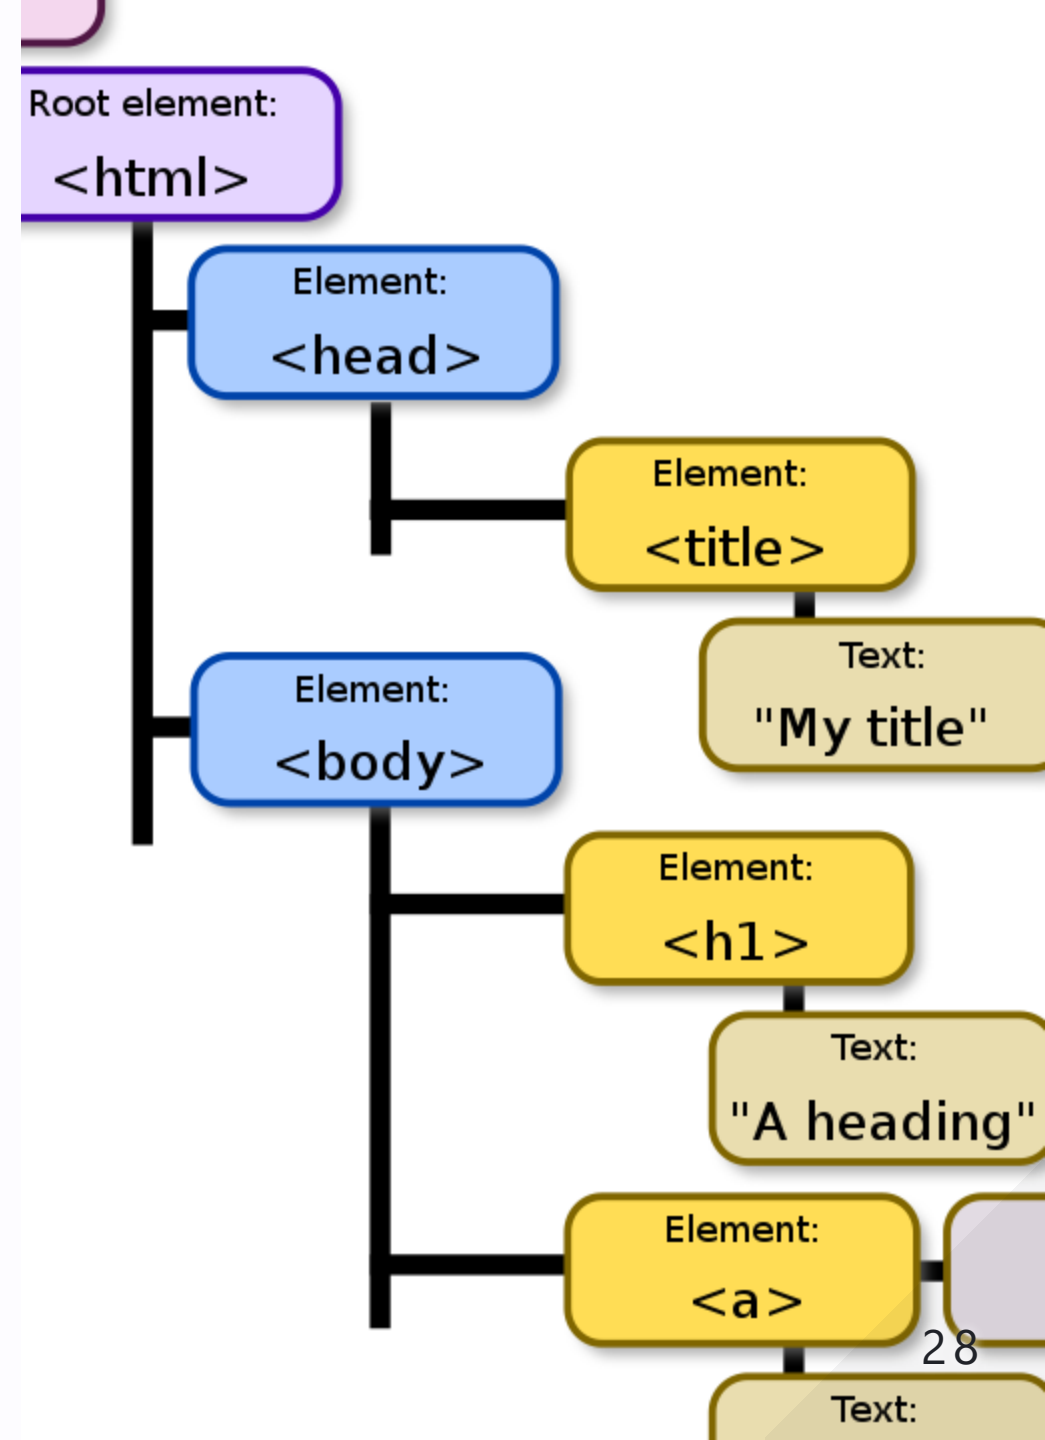 Root element:
<html>
Element:
<head>
Element:
<title>
Text:
"My title"
Element:
<body>
Element:
<h1>
Text:
"A heading"
Element:
<a>
28
Text: